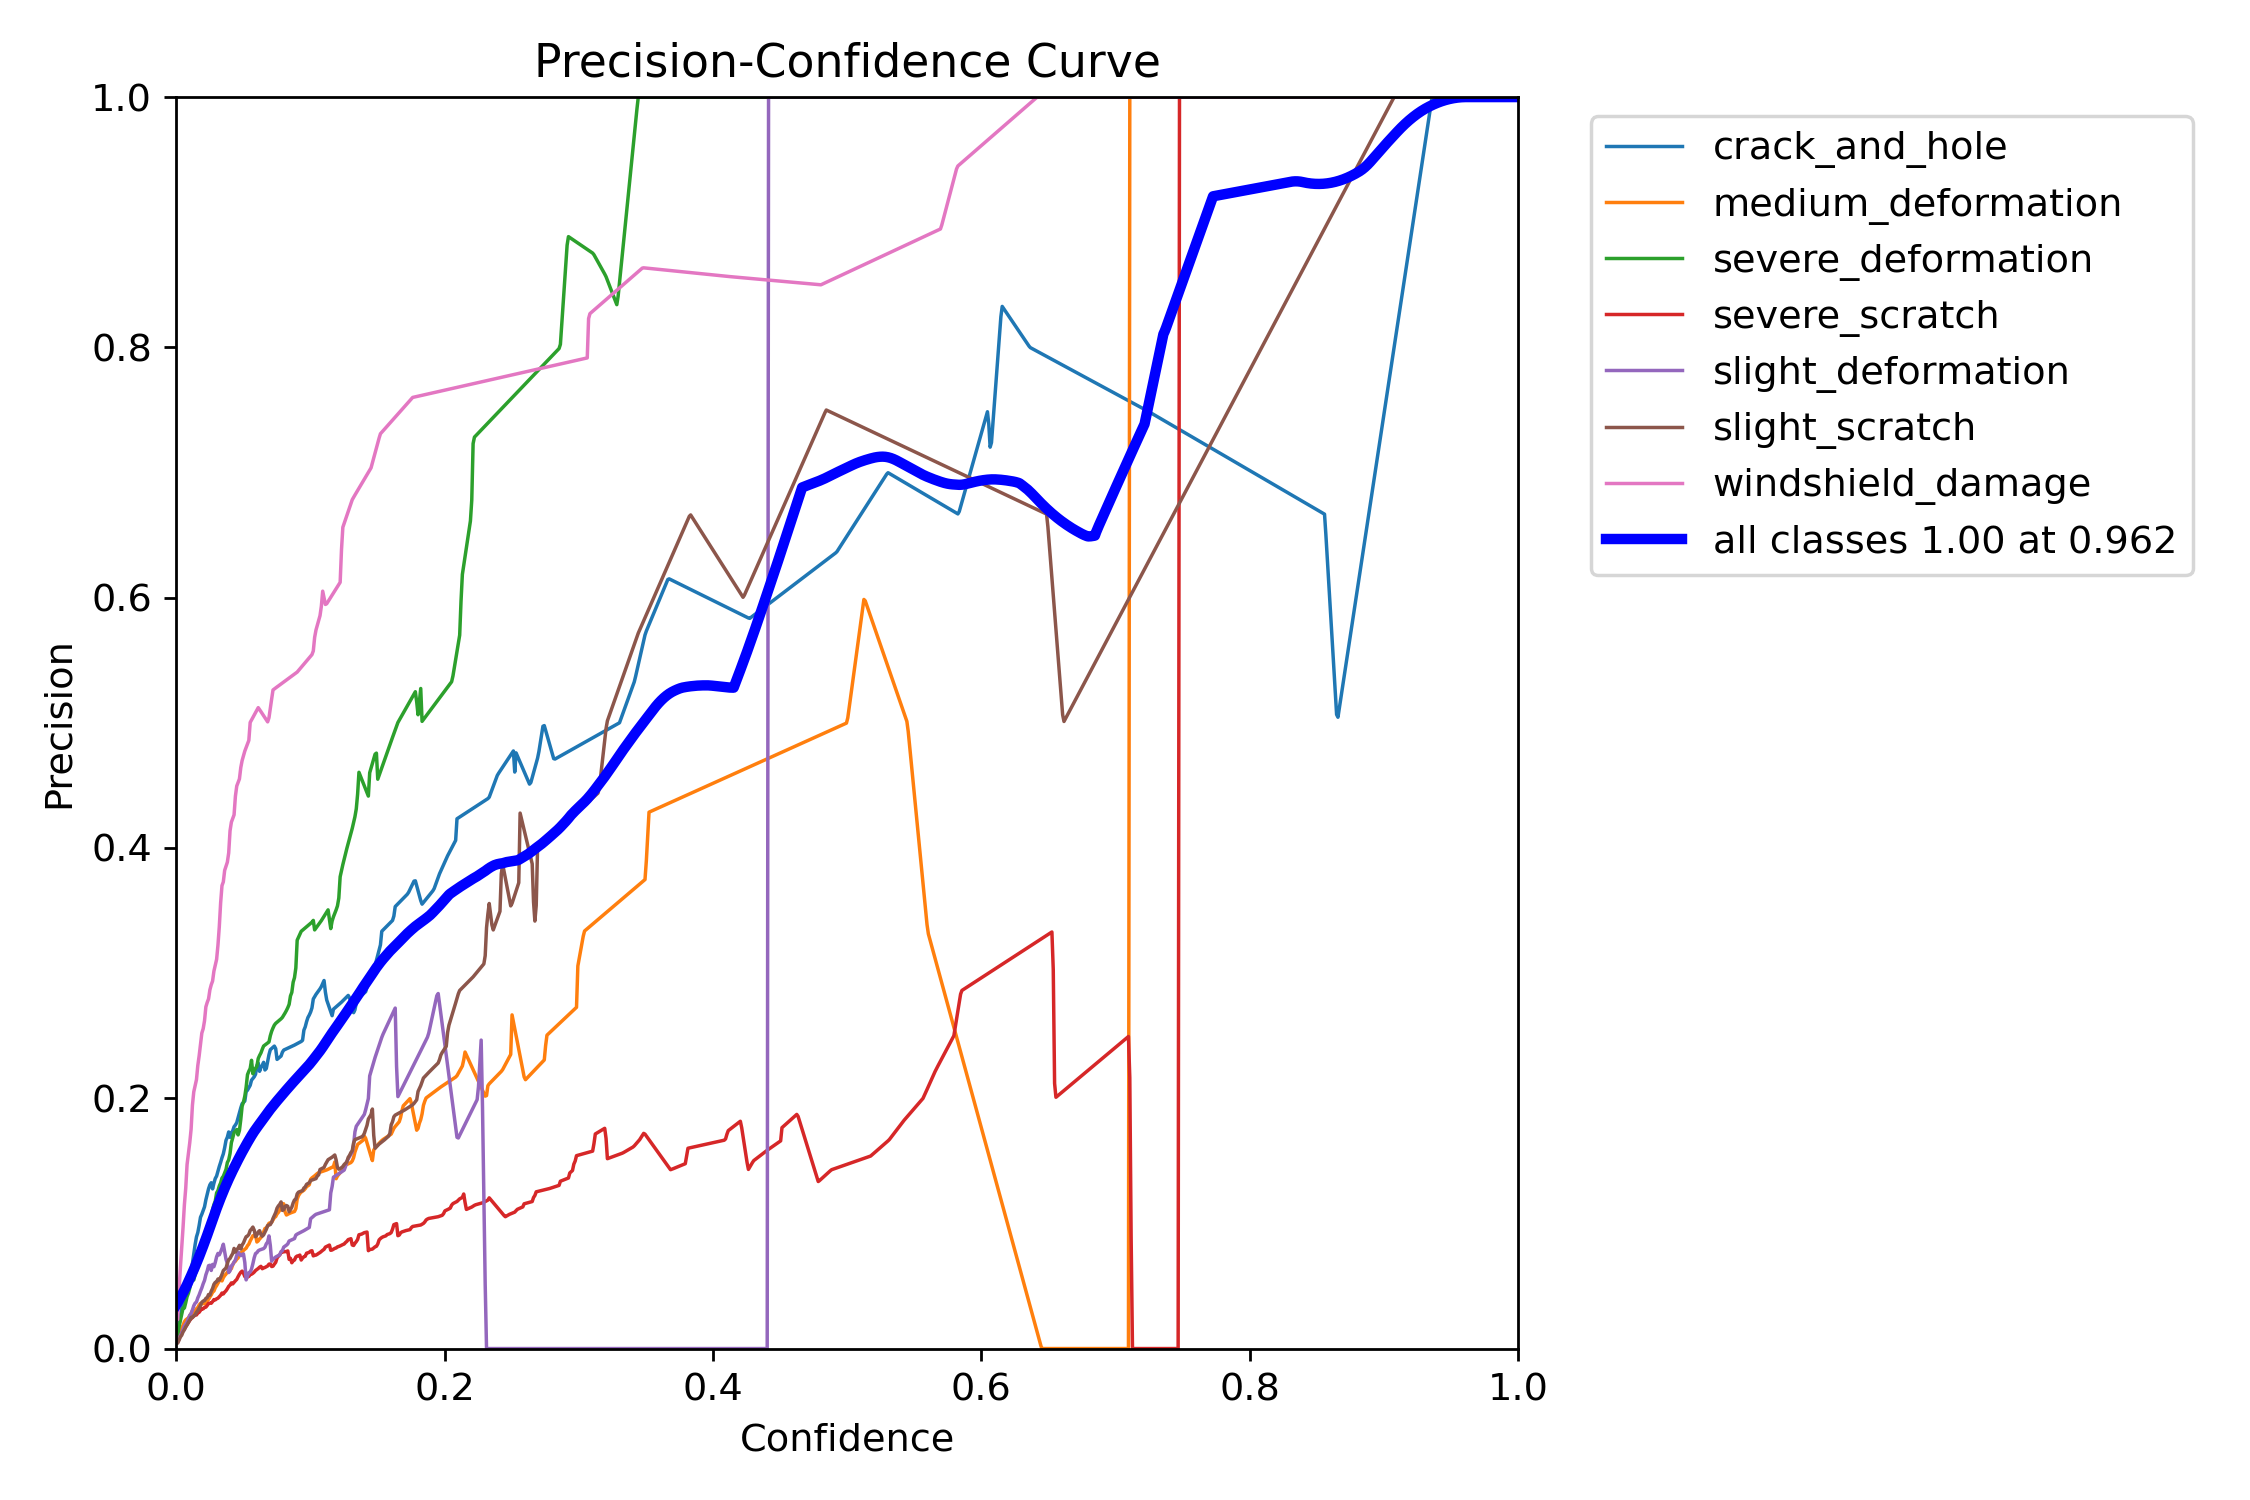 Precision-Confidence Curve
Precision
1.0
0.8
0.6
0.4
0.2
0.0
0.0 0.2 0.4 0.6 0.8 1.0
Confidence
crack_and_hole
medium_deformation
severe_deformation
severe_scratch
slight_deformation
slight_scratch
windshield_damage
all classes 1.00 at 0.962